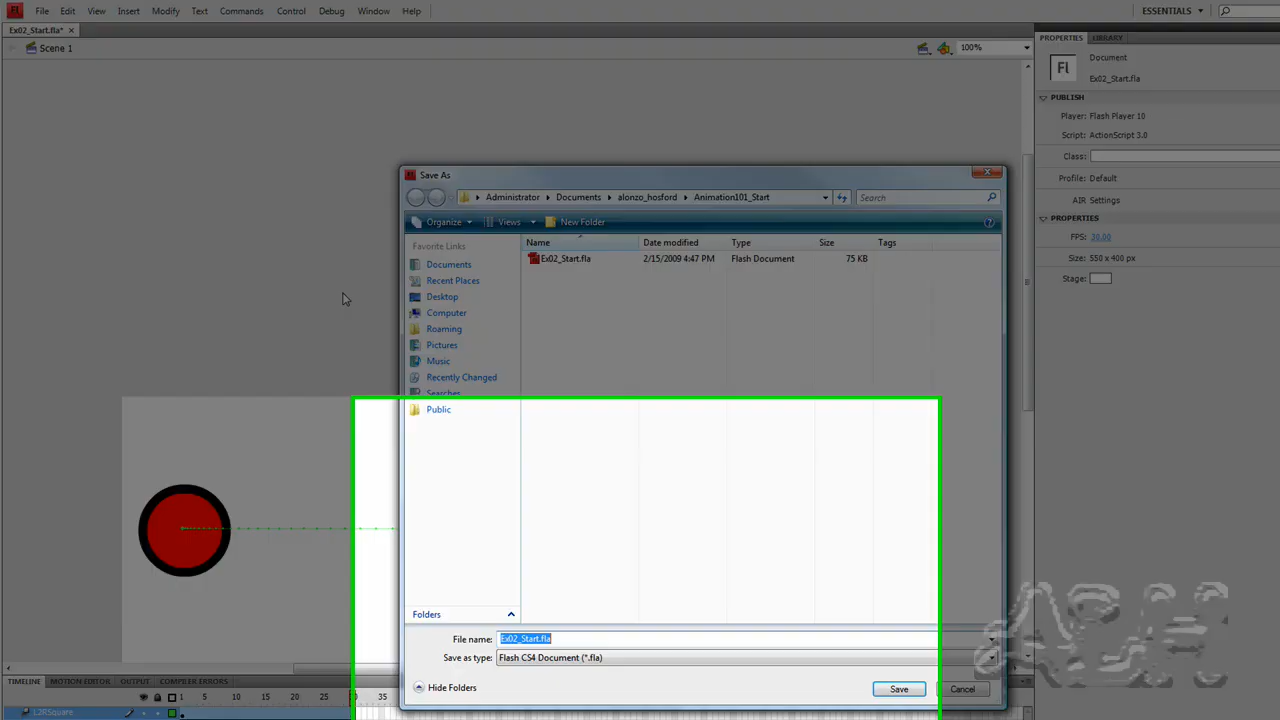 Fl File Edit View Insert Modify Text Commands Control Debug Window Help ESSENTIALS
Ex02_Start.fla* ×
Scene 1 100%
PROPERTIES LIBRARY
Fl Document
Ex02_Start.fla
PUBLISH
Player: Flash Player 10
Script: ActionScript 3.0
Class:
Profile: Default
AIR Settings
PROPERTIES
FPS: 30.00
Size: 550 x 400 px
Stage:
Save As
Administrator Documents alonzo_hosford Animation101_Start Search
Organize Views New Folder
Favorite Links
Documents
Recent Places
Desktop
Computer
Roaming
Pictures
Music
Recently Changed
Searches
Public
Folders
Name Date modified Type Size Tags
Ex02_Start.fla 2/15/2009 4:47 PM Flash Document 75 KB
File name: Ex02_Start.fla
Save as type: Flash CS4 Document (*.fla)
Hide Folders Save Cancel
TIMELINE MOTION EDITOR OUTPUT COMPILER ERRORS
1 5 10 15 20 25 35
L2RSquare
ASH